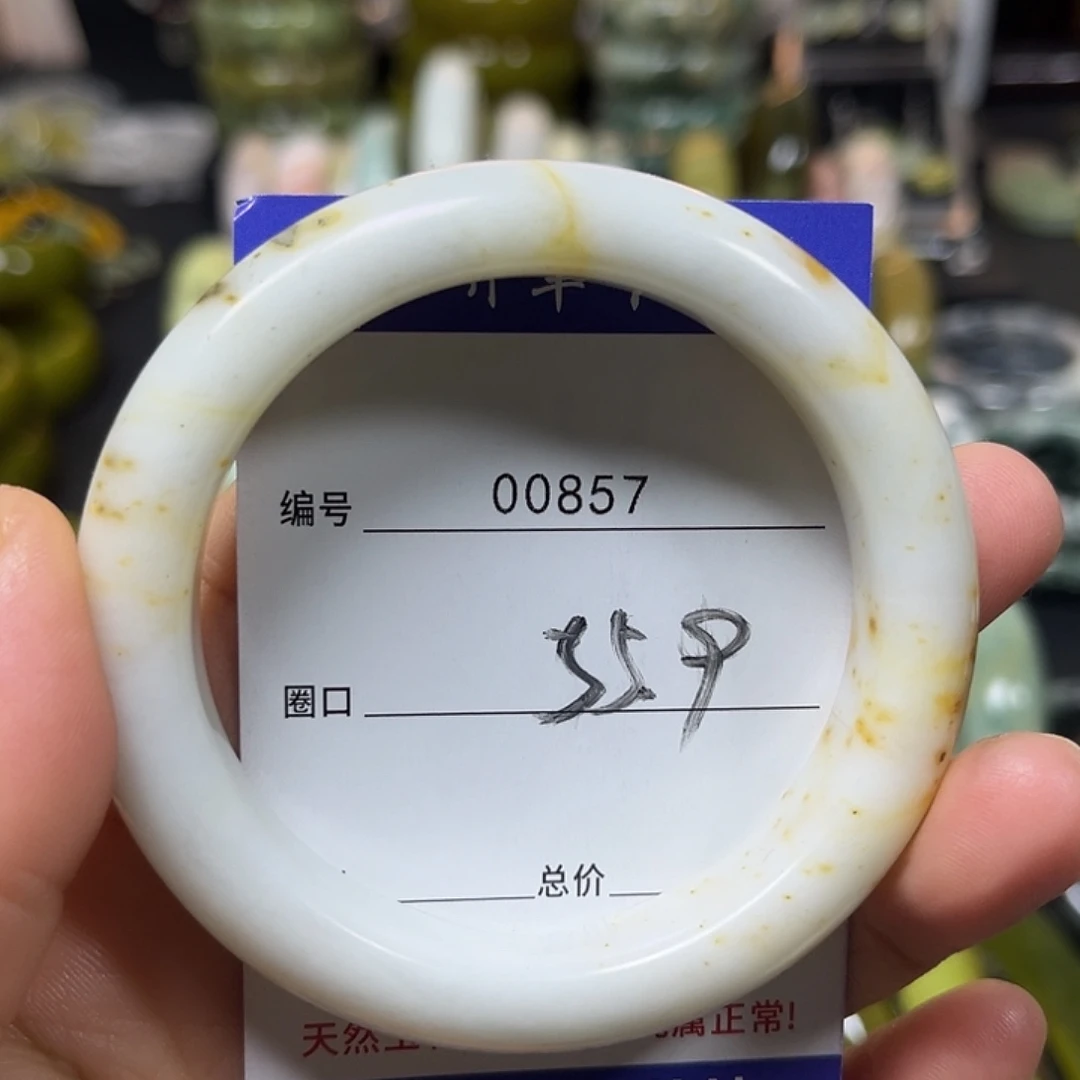 编号 00857
圈口 559
总价
天然 属正常!